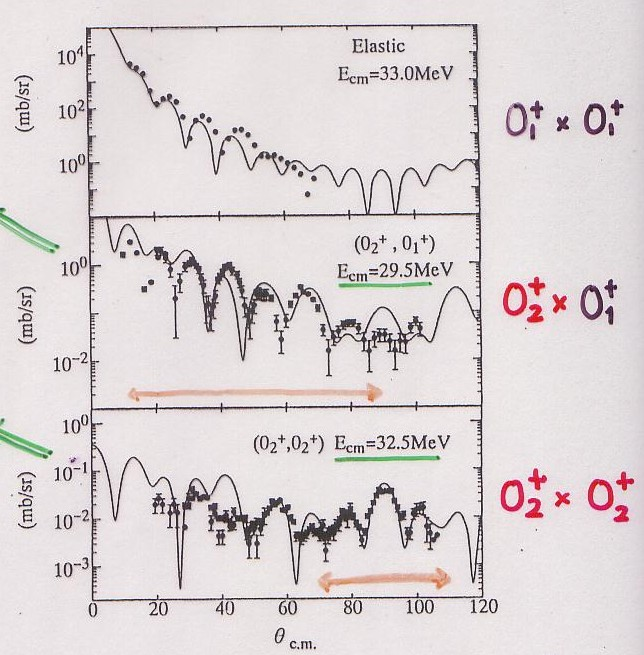 Elastic
E_cm=33.0MeV
10^4
10^2
10^0
(mb/sr)
0_1^+ × 0_1^+
(0_2^+ , 0_1^+)
E_cm=29.5MeV
10^0
10^-2
(mb/sr)
0_2^+ × 0_1^+
(0_2^+,0_2^+) E_cm=32.5MeV
10^0
10^-1
10^-2
10^-3
(mb/sr)
0_2^+ × 0_2^+
0 20 40 60 80 100 120
θ c.m.